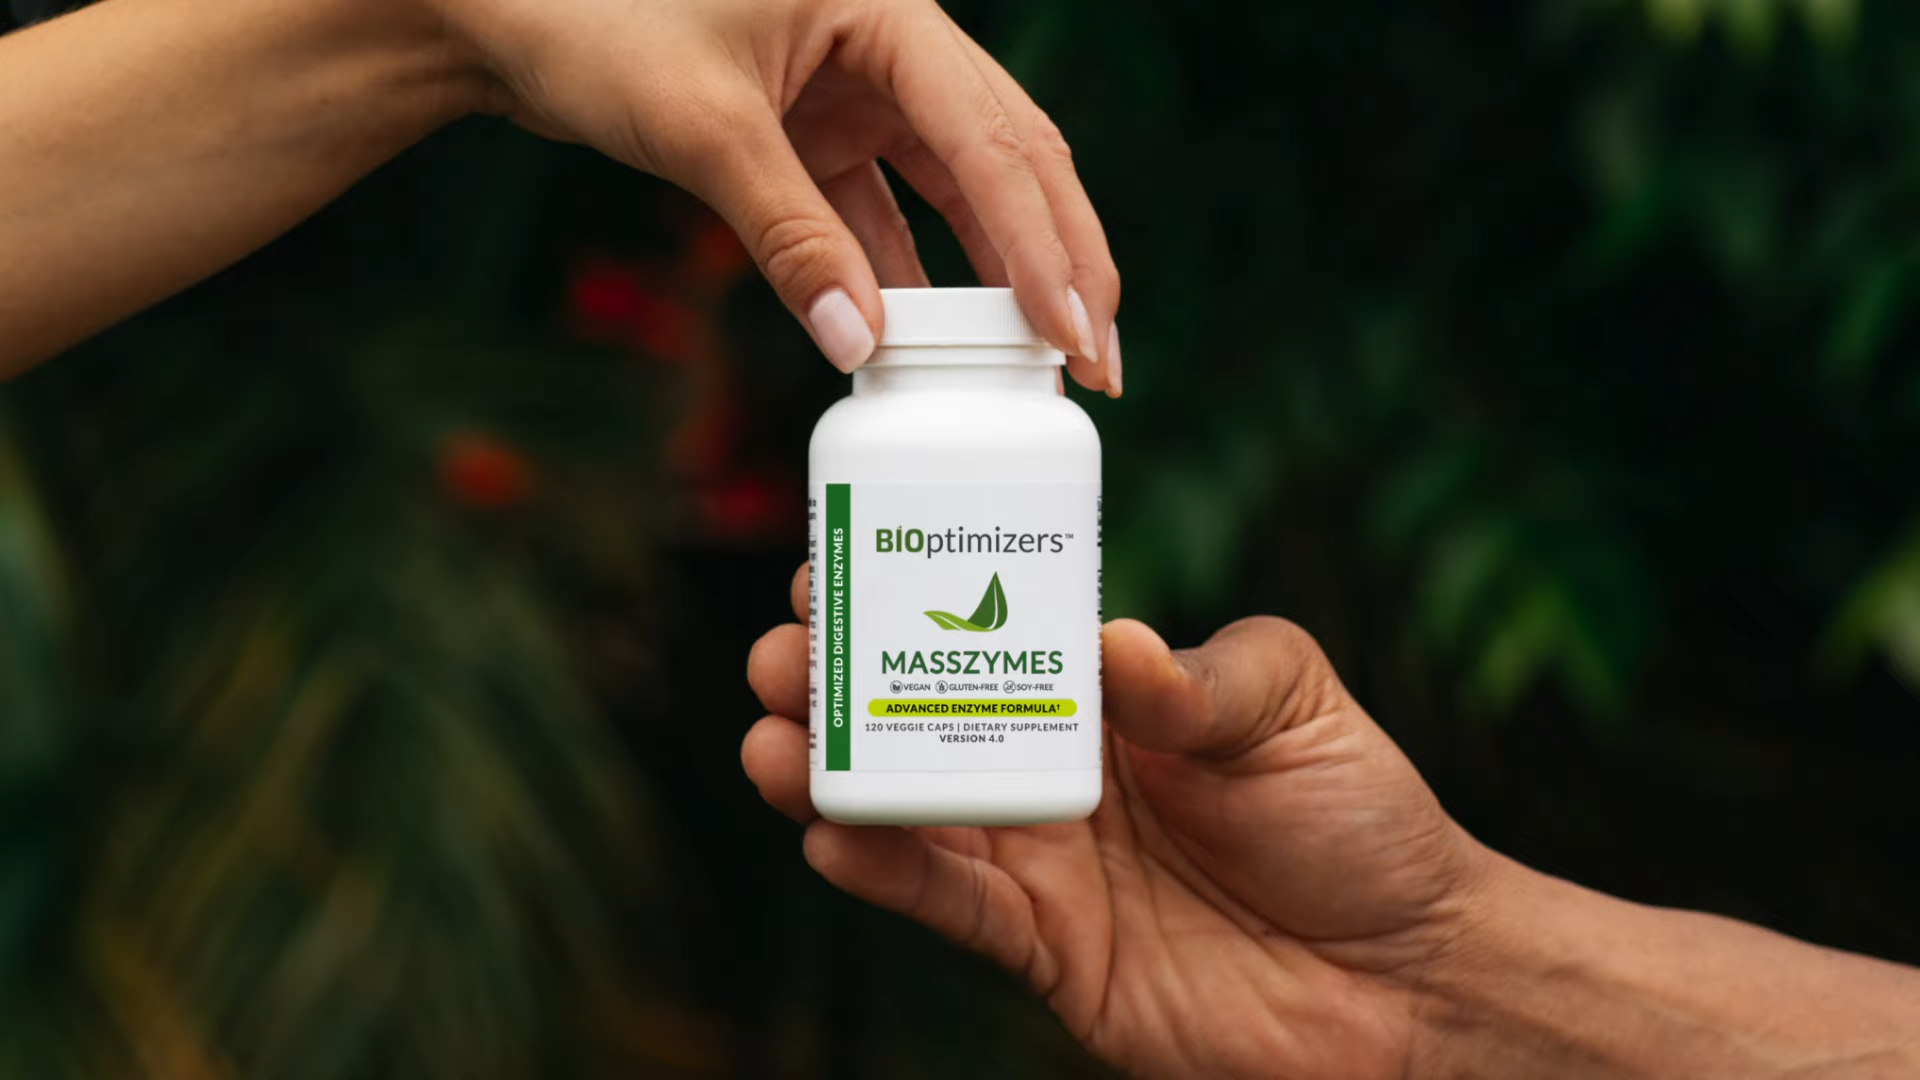 OPTIMIZED DIGESTIVE ENZYMES
BIOptimizers™
MASSZYMES
VEGAN GLUTEN-FREE SOY-FREE
ADVANCED ENZYME FORMULA†
120 VEGGIE CAPS | DIETARY SUPPLEMENT
VERSION 4.0